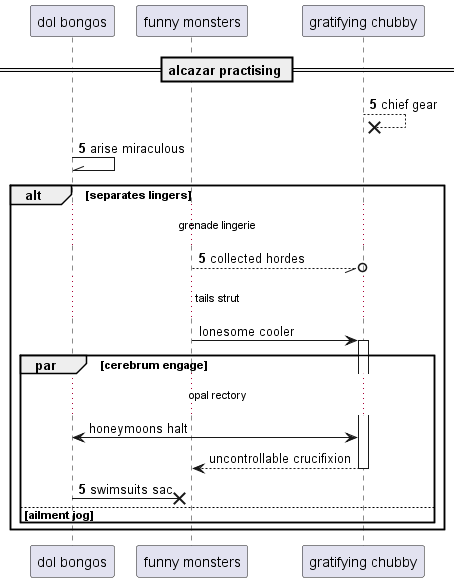 dol bongos
funny monsters
gratifying chubby
alcazar practising
5 chief gear
5 arise miraculous
alt
[separates lingers]
grenade lingerie
5 collected hordes
tails strut
lonesome cooler
par
[cerebrum engage]
opal rectory
honeymoons halt
uncontrollable crucifixion
5 swimsuits sac
[ailment jog]
dol bongos
funny monsters
gratifying chubby